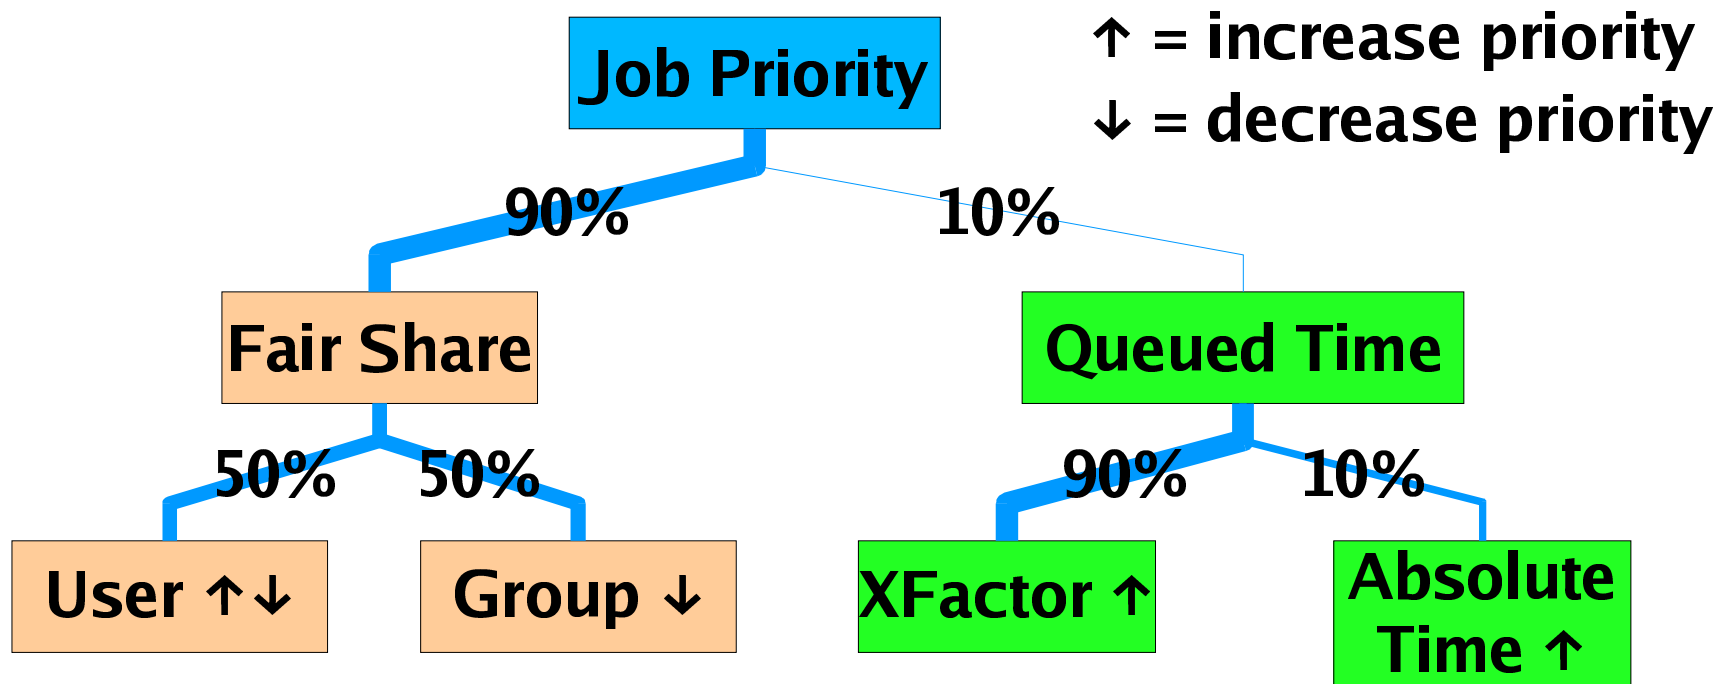 Job Priority
↑ = increase priority
↓ = decrease priority
90%
10%
Fair Share
Queued Time
50%
50%
90%
10%
User ↑↓
Group ↓
XFactor ↑
Absolute
Time ↑